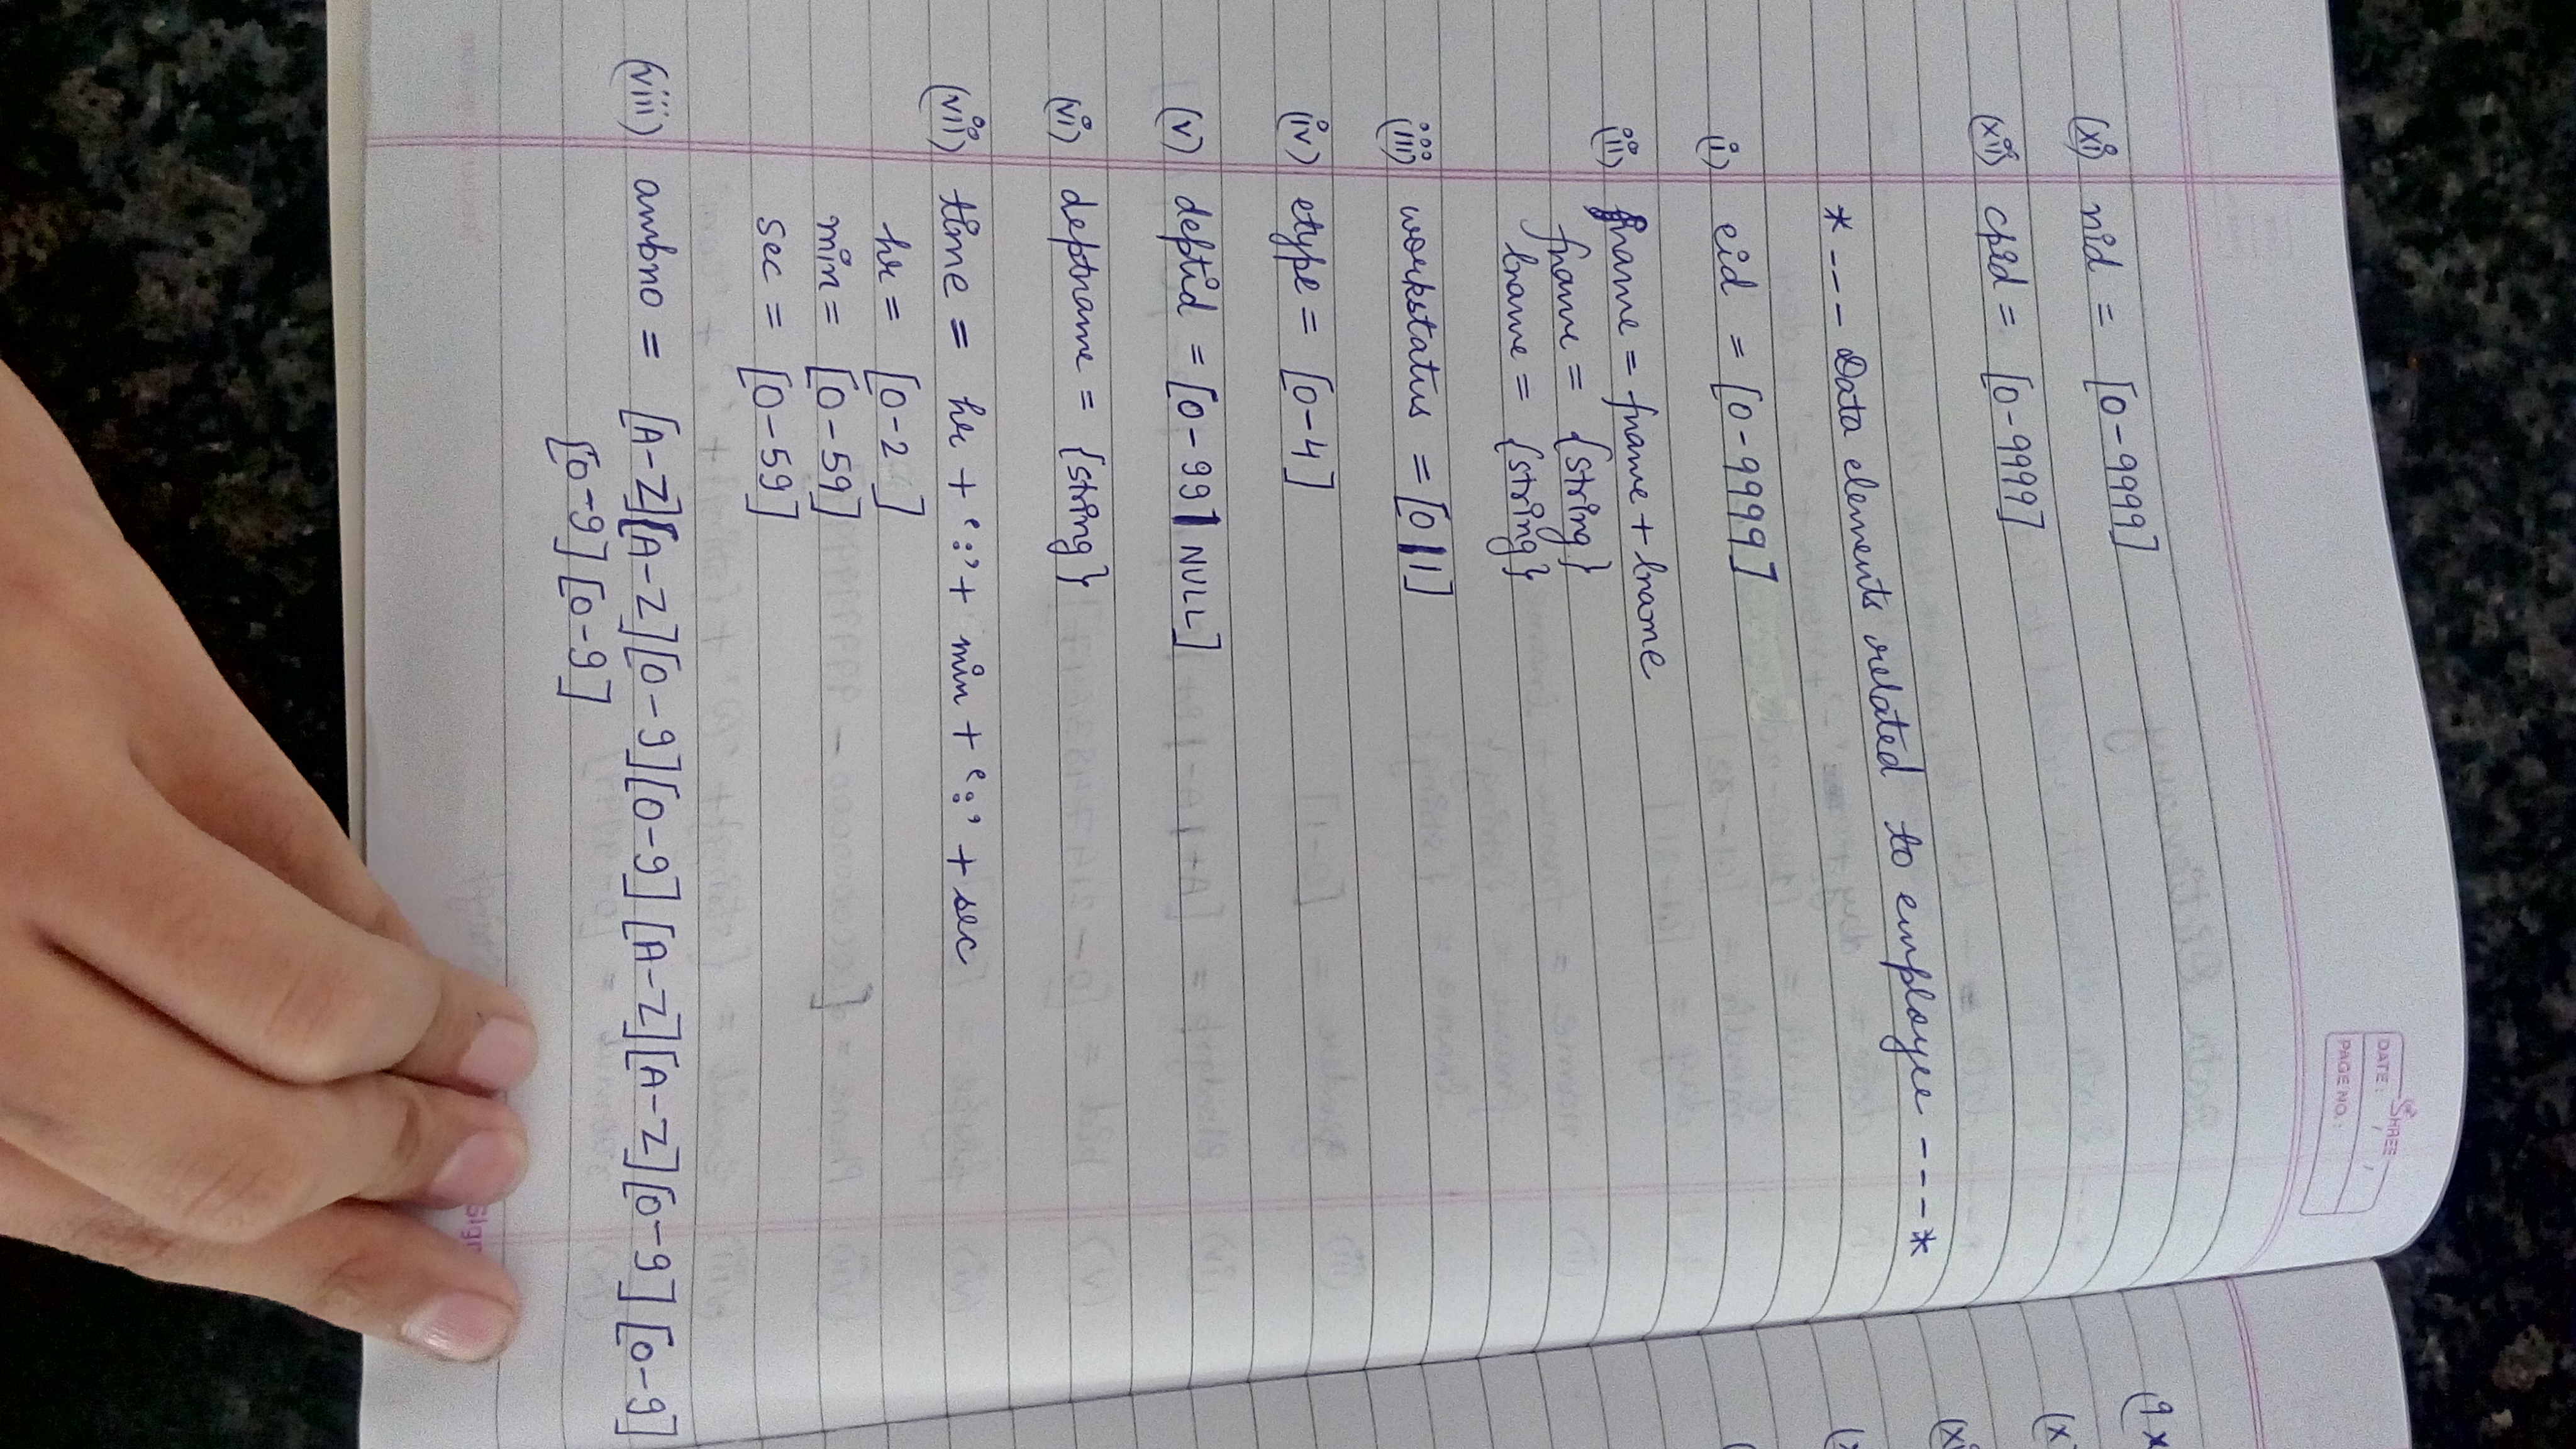 SHREE
DATE: / /
PAGE NO.:
(xi) nid = [0-9999]
(xii) cpid = [0-9999]
*--- Data elements related to employee ---*
(i) eid = [0-9999]
(ii) name = fname + lname
fname = {string}
lname = {string}
(iii) workstatus = [0|1]
(iv) etype = [0-4]
(v) deptid = [0-99| NULL]
(vi) deptname = {string}
(vii) time = hr + ':' + min + ':' + sec
hr = [0-2 ]
min = [0-59]
sec = [0-59]
(viii) ambno = [A-Z][A-Z][0-9][0-9][A-Z][A-Z][0-9][0-9]
[0-9][0-9]